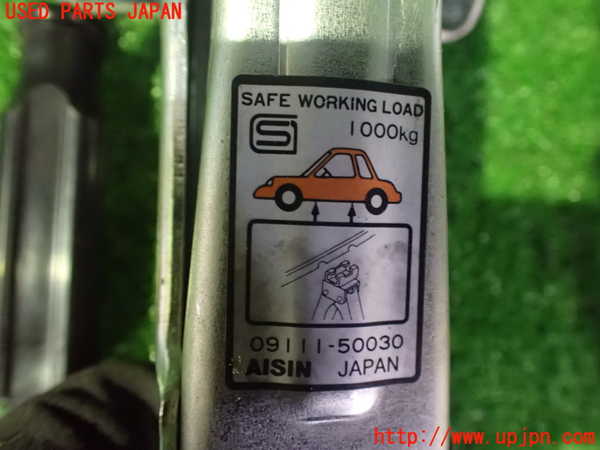 USED PARTS JAPAN
SAFE WORKING LOAD
1000kg
09111-50030
AISIN JAPAN
http://www.upjpn.com